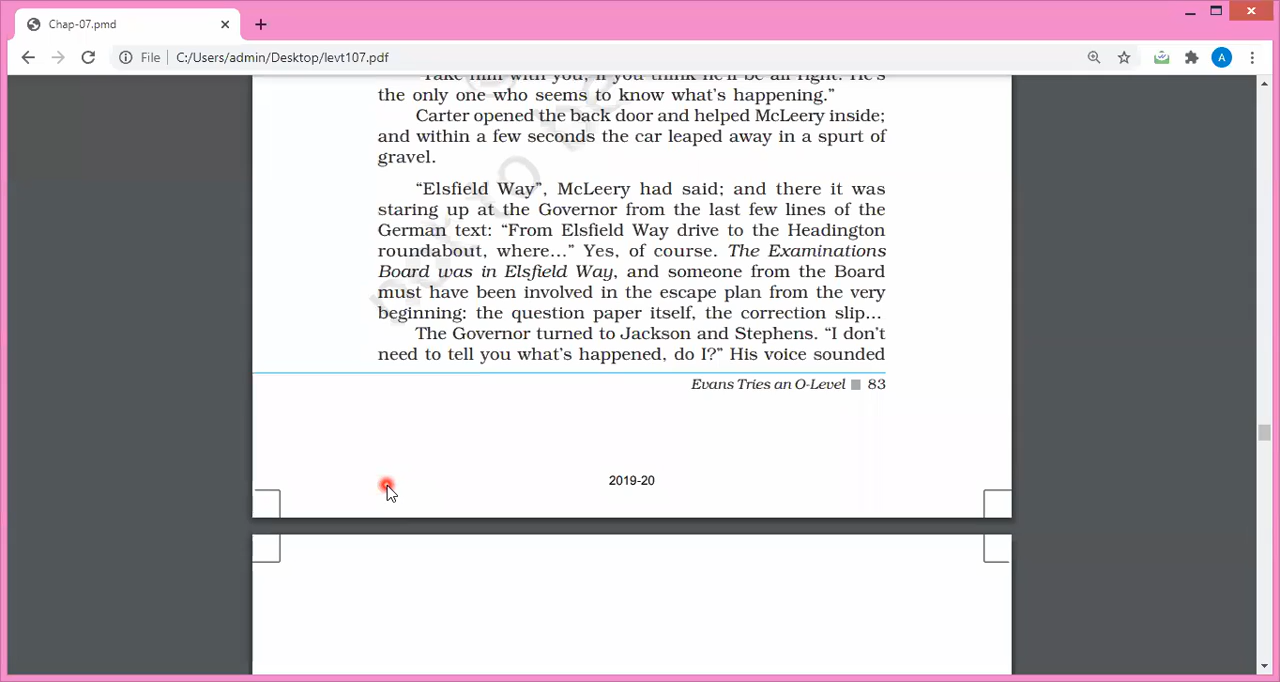 Chap-07.pmd
File C:/Users/admin/Desktop/levt107.pdf
A
“Take him with you, if you think he’ll be all right. He’s
the only one who seems to know what’s happening.”
Carter opened the back door and helped McLeery inside;
and within a few seconds the car leaped away in a spurt of
gravel.
“Elsfield Way”, McLeery had said; and there it was
staring up at the Governor from the last few lines of the
German text: “From Elsfield Way drive to the Headington
roundabout, where...” Yes, of course. The Examinations
Board was in Elsfield Way, and someone from the Board
must have been involved in the escape plan from the very
beginning: the question paper itself, the correction slip...
The Governor turned to Jackson and Stephens. “I don’t
need to tell you what’s happened, do I?” His voice sounded
Evans Tries an O-Level 83
2019-20